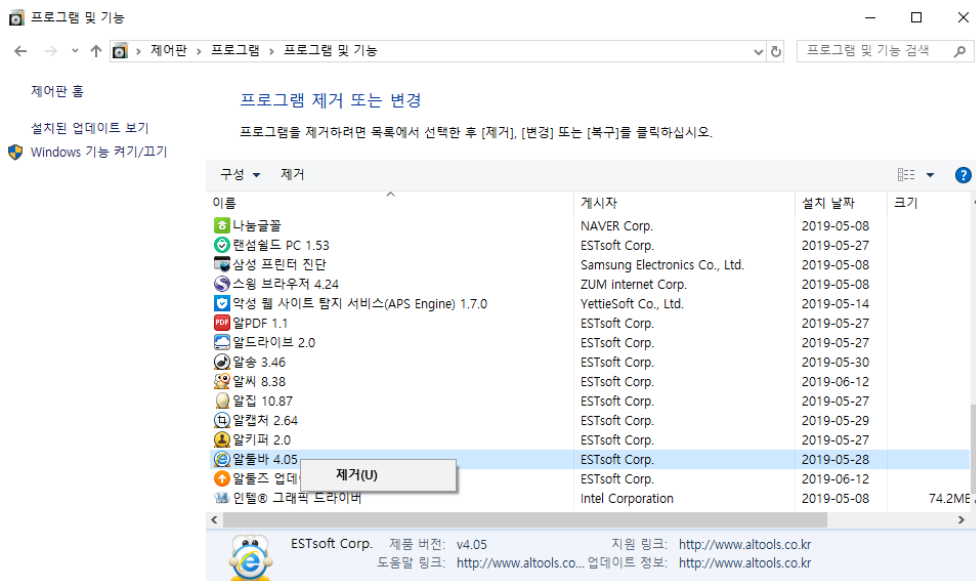 프로그램 및 기능
제어판 › 프로그램 › 프로그램 및 기능
프로그램 및 기능 검색
제어판 홈
설치된 업데이트 보기
Windows 기능 켜기/끄기
프로그램 제거 또는 변경
프로그램을 제거하려면 목록에서 선택한 후 [제거], [변경] 또는 [복구]를 클릭하십시오.
구성 제거
이름 게시자 설치 날짜 크기
나눔글꼴 NAVER Corp. 2019-05-08
랜섬쉴드 PC 1.53 ESTsoft Corp. 2019-05-27
삼성 프린터 진단 Samsung Electronics Co., Ltd. 2019-05-08
스윙 브라우저 4.24 ZUM internet Corp. 2019-05-08
악성 웹 사이트 탐지 서비스(APS Engine) 1.7.0 YettieSoft Co., Ltd. 2019-05-14
알PDF 1.1 ESTsoft Corp. 2019-05-27
알드라이브 2.0 ESTsoft Corp. 2019-05-27
알송 3.46 ESTsoft Corp. 2019-05-30
알씨 8.38 ESTsoft Corp. 2019-06-12
알집 10.87 ESTsoft Corp. 2019-05-27
알캡처 2.64 ESTsoft Corp. 2019-05-29
알키퍼 2.0 ESTsoft Corp. 2019-05-27
알툴바 4.05 ESTsoft Corp. 2019-05-28
제거(U)
알툴즈 ESTsoft Corp. 2019-06-12
인텔® 그래픽 드라이버 Intel Corporation 2019-05-08 74.2M
ESTsoft Corp. 제품 버전: v4.05 지원 링크: http://www.altools.co.kr
도움말 링크: http://www.altools.co... 업데이트 정보: http://www.altools.co.kr